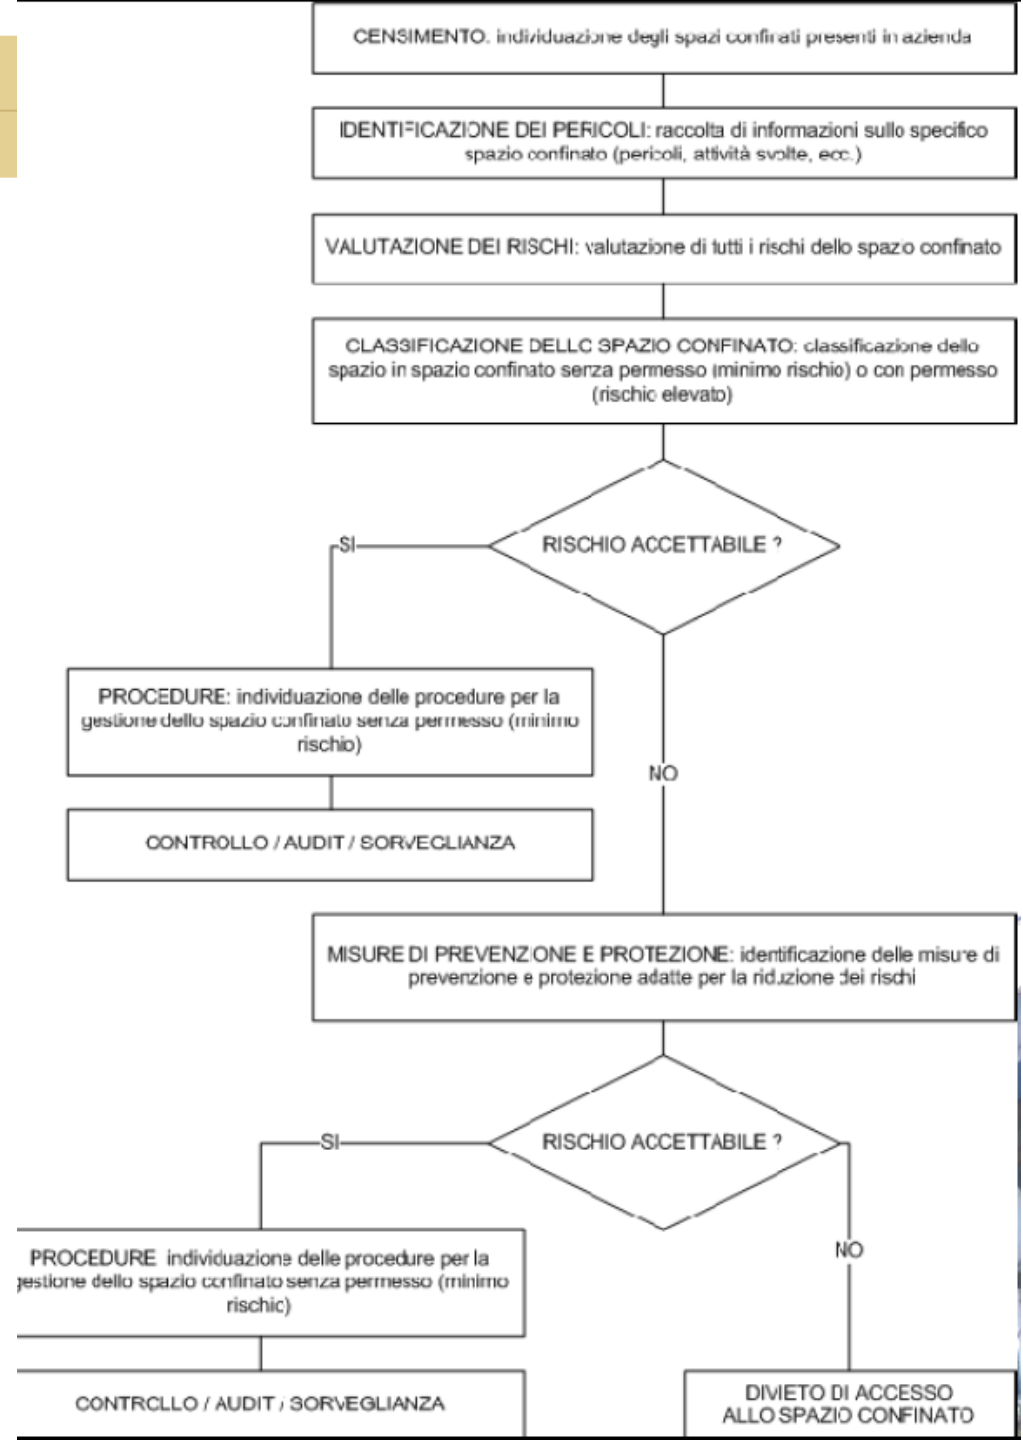 CENSIMENTO: individuazione degli spazi confinati presenti in azienda
IDENTIFICAZIONE DEI PERICOLI: raccolta di informazioni sullo specifico
spazio confinato (pericoli, attività svolte, ecc.)
VALUTAZIONE DEI RISCHI: valutazione di tutti i rischi dello spazio confinato
CLASSIFICAZIONE DELLO SPAZIO CONFINATO: classificazione dello
spazio in spazio confinato senza permesso (minimo rischio) o con permesso
(rischio elevato)
RISCHIO ACCETTABILE ?
SI
PROCEDURE: individuazione delle procedure per la
gestione dello spazio confinato senza permesso (minimo
rischio)
NO
CONTROLLO / AUDIT / SORVEGLIANZA
MISURE DI PREVENZIONE E PROTEZIONE: identificazione delle misure di
prevenzione e protezione adatte per la riduzione dei rischi
RISCHIO ACCETTABILE ?
SI
NO
PROCEDURE individuazione delle procedure per la
gestione dello spazio confinato senza permesso (minimo
rischio)
CONTROLLO / AUDIT / SORVEGLIANZA
DIVIETO DI ACCESSO
ALLO SPAZIO CONFINATO